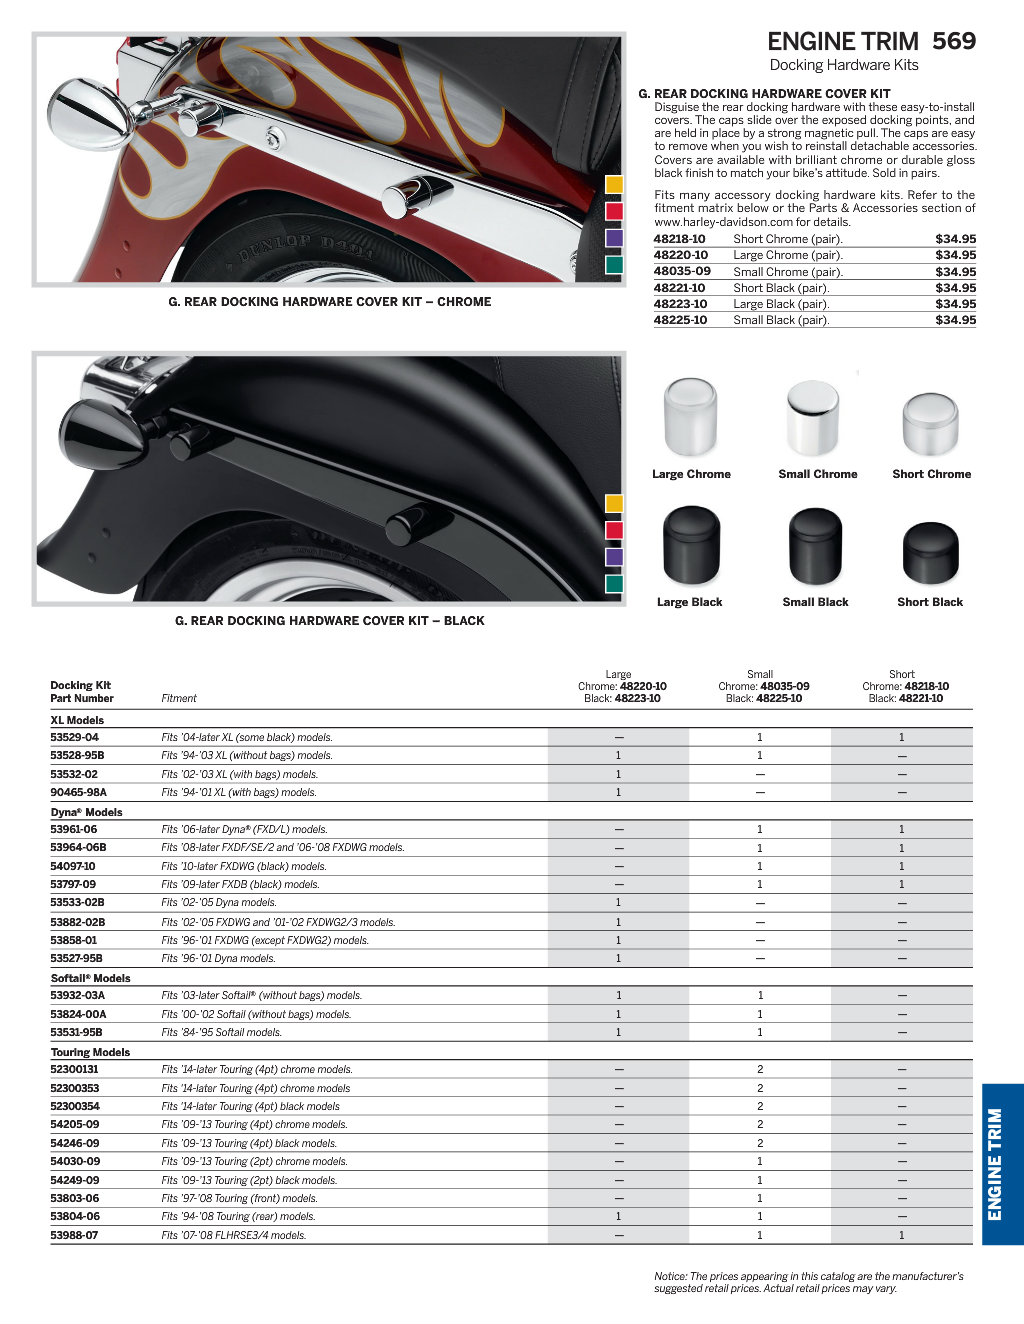 ENGINE TRIM 569
Docking Hardware Kits
G. REAR DOCKING HARDWARE COVER KIT
Disguise the rear docking hardware with these easy-to-install
covers. The caps slide over the exposed docking points, and
are held in place by a strong magnetic pull. The caps are easy
to remove when you wish to reinstall detachable accessories.
Covers are available with brilliant chrome or durable gloss
black finish to match your bike's attitude. Sold in pairs.
Fits many accessory docking hardware kits. Refer to the
fitment matrix below or the Parts & Accessories section of
www.harley-davidson.com for details.
48218-10 Short Chrome (pair). $34.95
48220-10 Large Chrome (pair). $34.95
48035-09 Small Chrome (pair). $34.95
48221-10 Short Black (pair). $34.95
48223-10 Large Black (pair). $34.95
48225-10 Small Black (pair). $34.95
DUNLOP D401
G. REAR DOCKING HARDWARE COVER KIT – CHROME
Large Chrome Small Chrome Short Chrome
Large Black Small Black Short Black
G. REAR DOCKING HARDWARE COVER KIT – BLACK
Docking Kit
Part Number Fitment
Large
Chrome: 48220-10
Black: 48223-10
Small
Chrome: 48035-09
Black: 48225-10
Short
Chrome: 48218-10
Black: 48221-10
XL Models
53529-04 Fits '04-later XL (some black) models. — 1 1
53528-95B Fits '94-'03 XL (without bags) models. 1 1 —
53532-02 Fits '02-'03 XL (with bags) models. 1 — —
90465-98A Fits '94-'01 XL (with bags) models. 1 — —
Dyna® Models
53961-06 Fits '06-later Dyna® (FXD/L) models. — 1 1
53964-06B Fits '08-later FXDF/SE/2 and '06-'08 FXDWG models. — 1 1
54097-10 Fits '10-later FXDWG (black) models. — 1 1
53797-09 Fits '09-later FXDB (black) models. — 1 1
53533-02B Fits '02-'05 Dyna models. 1 — —
53882-02B Fits '02-'05 FXDWG and '01-'02 FXDWG2/3 models. 1 — —
53858-01 Fits '96-'01 FXDWG (except FXDWG2) models. 1 — —
53527-95B Fits '96-'01 Dyna models. 1 — —
Softail® Models
53932-03A Fits '03-later Softail® (without bags) models. 1 1 —
53824-00A Fits '00-'02 Softail (without bags) models. 1 1 —
53531-95B Fits '84-'95 Softail models. 1 1 —
Touring Models
52300131 Fits '14-later Touring (4pt) chrome models. — 2 —
52300353 Fits '14-later Touring (4pt) chrome models — 2 —
52300354 Fits '14-later Touring (4pt) black models — 2 —
54205-09 Fits '09-'13 Touring (4pt) chrome models. — 2 —
54246-09 Fits '09-'13 Touring (4pt) black models. — 2 —
54030-09 Fits '09-'13 Touring (2pt) chrome models. — 1 —
54249-09 Fits '09-'13 Touring (2pt) black models. — 1 —
53803-06 Fits '97-'08 Touring (front) models. — 1 —
53804-06 Fits '94-'08 Touring (rear) models. 1 1 —
53988-07 Fits '07-'08 FLHRSE3/4 models. — 1 1
ENGINE TRIM
Notice: The prices appearing in this catalog are the manufacturer's
suggested retail prices. Actual retail prices may vary.